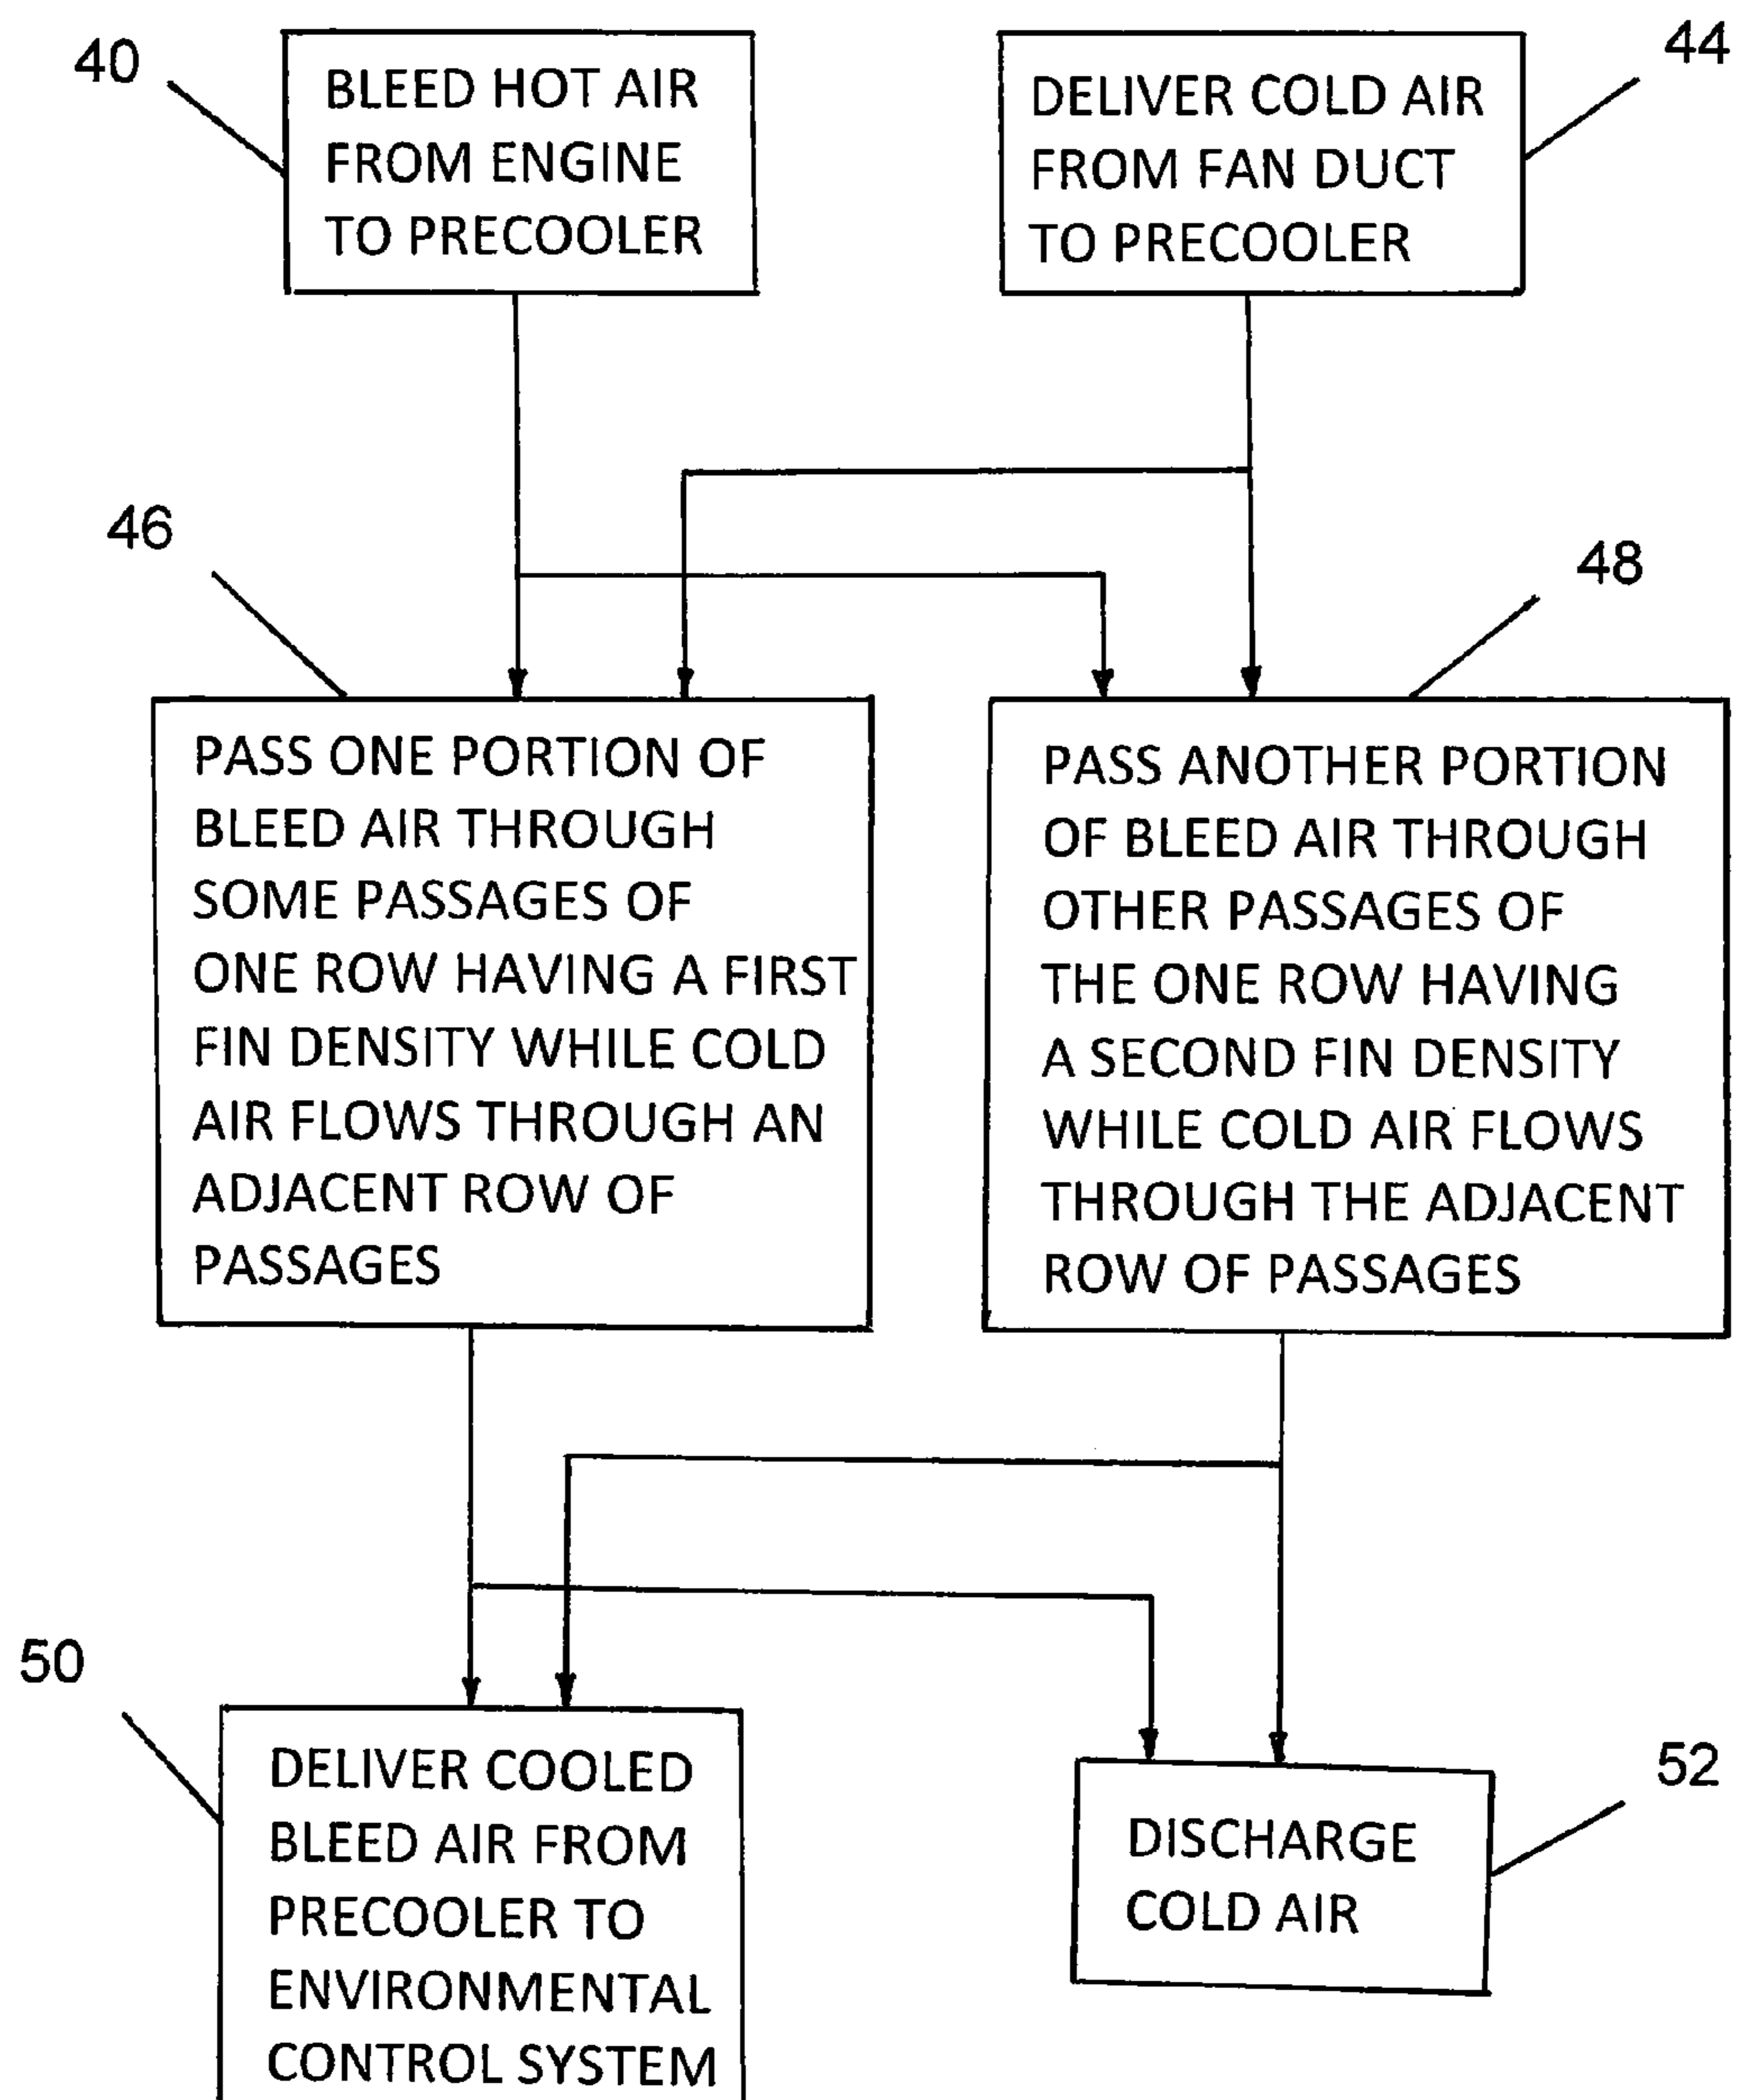 40
BLEED HOT AIR
FROM ENGINE
TO PRECOOLER
44
DELIVER COLD AIR
FROM FAN DUCT
TO PRECOOLER
46
PASS ONE PORTION OF
BLEED AIR THROUGH
SOME PASSAGES OF
ONE ROW HAVING A FIRST
FIN DENSITY WHILE COLD
AIR FLOWS THROUGH AN
ADJACENT ROW OF
PASSAGES
48
PASS ANOTHER PORTION
OF BLEED AIR THROUGH
OTHER PASSAGES OF
THE ONE ROW HAVING
A SECOND FIN DENSITY
WHILE COLD AIR FLOWS
THROUGH THE ADJACENT
ROW OF PASSAGES
50
DELIVER COOLED
BLEED AIR FROM
PRECOOLER TO
ENVIRONMENTAL
CONTROL SYSTEM
52
DISCHARGE
COLD AIR